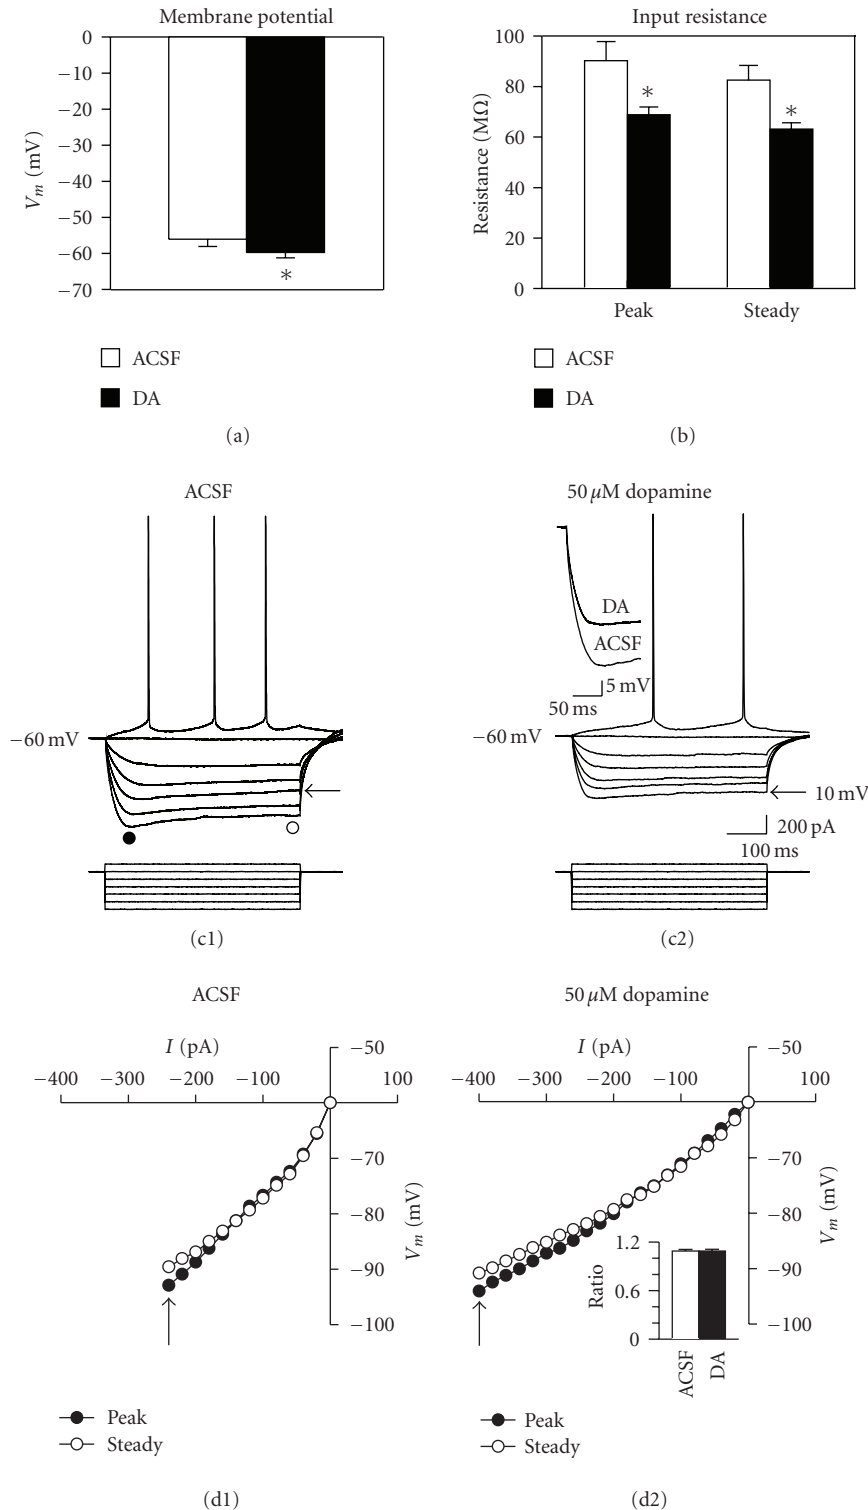 Membrane potential
0
−10
−20
−30
−40
−50
−60
−70
V_m (mV)
*
ACSF
DA
(a)
Input resistance
100
80
60
40
20
0
Resistance (MΩ)
*
*
Peak
Steady
ACSF
DA
(b)
ACSF
−60 mV
(c1)
50 μM dopamine
DA
ACSF
5 mV
50 ms
−60 mV
10 mV
200 pA
100 ms
(c2)
ACSF
I (pA)
−400
−300
−200
−100
100
−50
−70
−80
−90
−100
V_m (mV)
Peak
Steady
(d1)
50 μM dopamine
I (pA)
−400
−300
−200
−100
100
−50
−70
−80
−90
−100
V_m (mV)
1.2
0.6
0
Ratio
ACSF
DA
Peak
Steady
(d2)